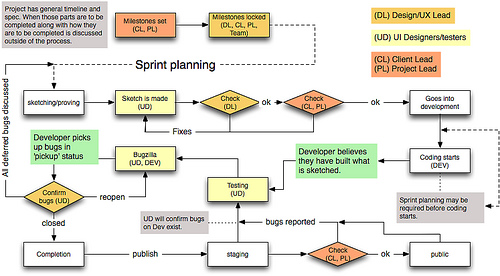 Project has general timeline and
spec. When those parts are to be
completed along with how they
are to be completed is discussed
outside of the process.
Milestones set
(CL, PL)
Milestones locked
(DL, CL, PL,
Team)
(DL) Design/UX Lead
(UD) UI Designers/testers
(CL) Client Lead
(PL) Project Lead
Sprint planning
All deferred bugs discussed
sketching/proving
Sketch is made
(UD)
Check
(DL)
ok
Check
(CL, PL)
ok
Goes into
development
Fixes
Developer picks
up bugs in
'pickup' status
Bugzilla
(UD, DEV)
Developer believes
they have built what
is sketched.
Coding starts
(DEV)
Confirm
bugs (UD)
reopen
Testing
(UD)
Sprint planning may be
required before coding
starts.
UD will confirm bugs
on Dev exist.
closed
bugs reported
Completion
publish
staging
Check
(CL, PL)
ok
public